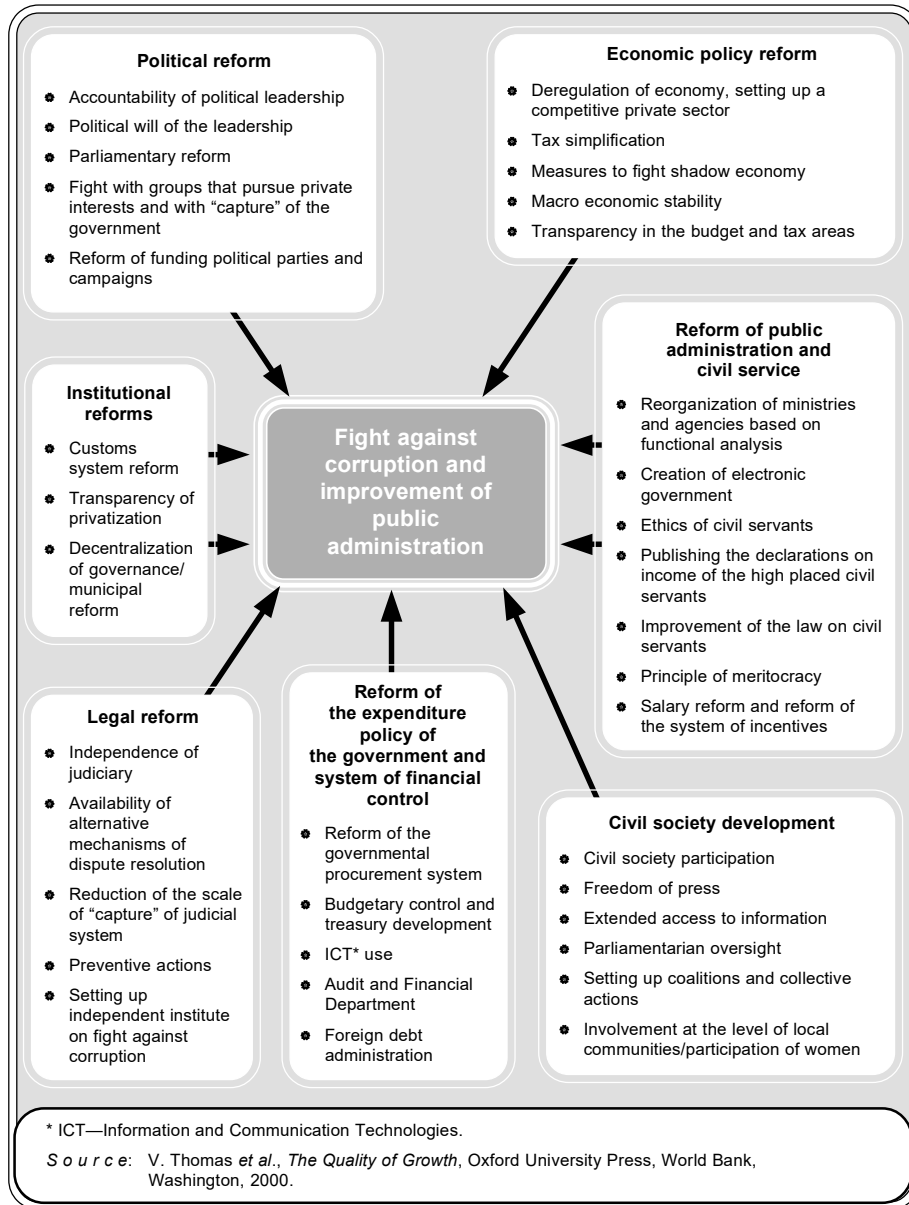 Political reform
Accountability of political leadership
Political will of the leadership
Parliamentary reform
Fight with groups that pursue private
interests and with “capture” of the
government
Reform of funding political parties and
campaigns
Economic policy reform
Deregulation of economy, setting up a
competitive private sector
Tax simplification
Measures to fight shadow economy
Macro economic stability
Transparency in the budget and tax areas
Institutional
reforms
Customs
system reform
Transparency of
privatization
Decentralization
of governance/
municipal
reform
Fight against
corruption and
improvement of
public
administration
Reform of public
administration and
civil service
Reorganization of ministries
and agencies based on
functional analysis
Creation of electronic
government
Ethics of civil servants
Publishing the declarations on
income of the high placed civil
servants
Improvement of the law on civil
servants
Principle of meritocracy
Salary reform and reform of
the system of incentives
Legal reform
Independence of
judiciary
Availability of
alternative
mechanisms of
dispute resolution
Reduction of the scale
of “capture” of judicial
system
Preventive actions
Setting up
independent institute
on fight against
corruption
Reform of
the expenditure
policy of
the government and
system of financial
control
Reform of the
governmental
procurement system
Budgetary control and
treasury development
ICT* use
Audit and Financial
Department
Foreign debt
administration
Civil society development
Civil society participation
Freedom of press
Extended access to information
Parliamentarian oversight
Setting up coalitions and collective
actions
Involvement at the level of local
communities/participation of women
* ICT—Information and Communication Technologies.
Source: V. Thomas et al., The Quality of Growth, Oxford University Press, World Bank,
Washington, 2000.